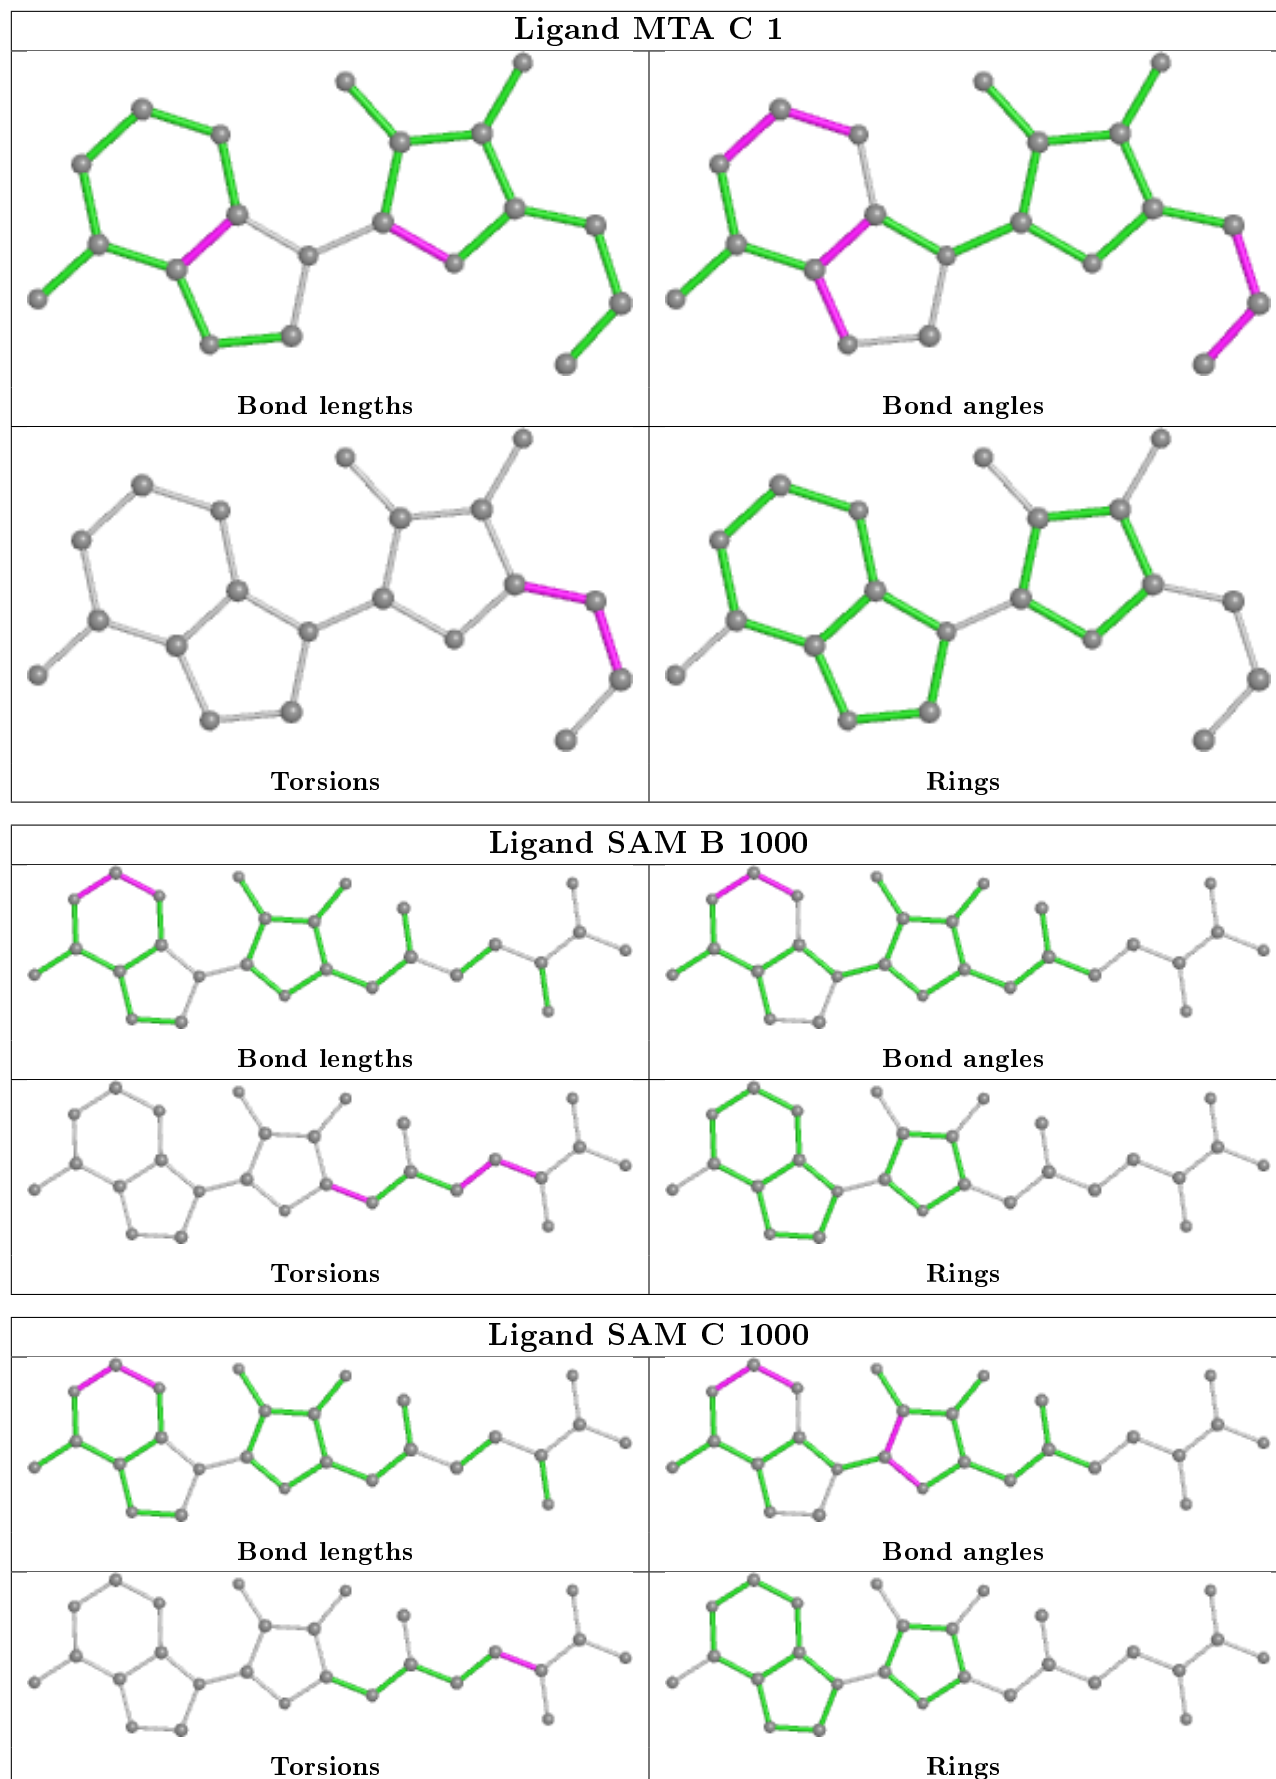 Ligand MTA C 1
Bond lengths
Bond angles
Torsions
Rings
Ligand SAM B 1000
Bond lengths
Bond angles
Torsions
Rings
Ligand SAM C 1000
Bond lengths
Bond angles
Torsions
Rings